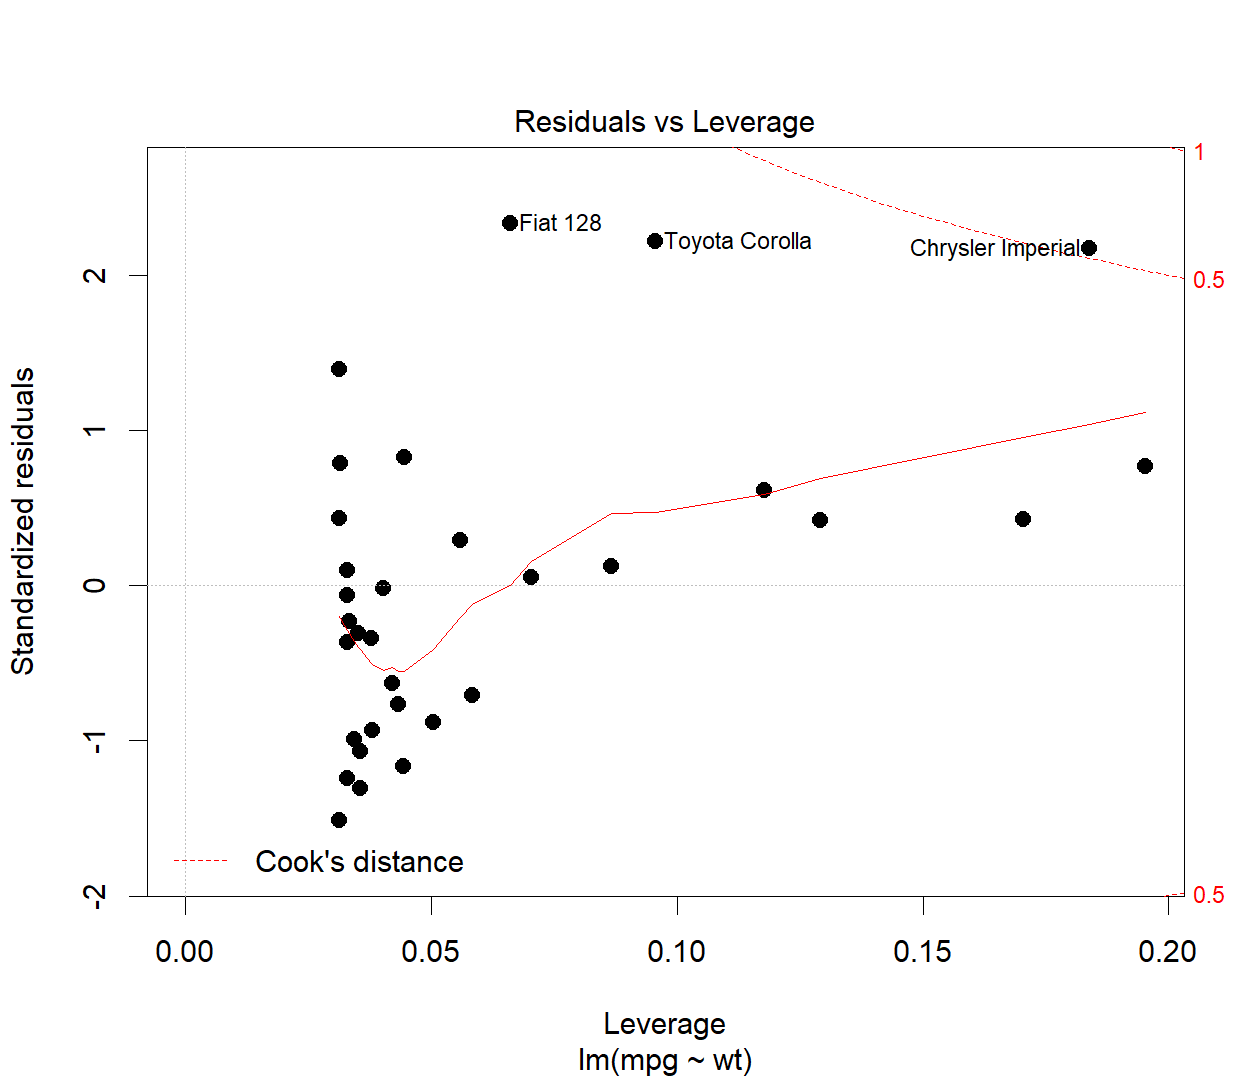 Residuals vs Leverage
1
Fiat 128
Toyota Corolla
Chrysler Imperial
0.5
2
1
0
-1
-2
Standardized residuals
Cook's distance
0.5
0.00 0.05 0.10 0.15 0.20
Leverage
lm(mpg ~ wt)